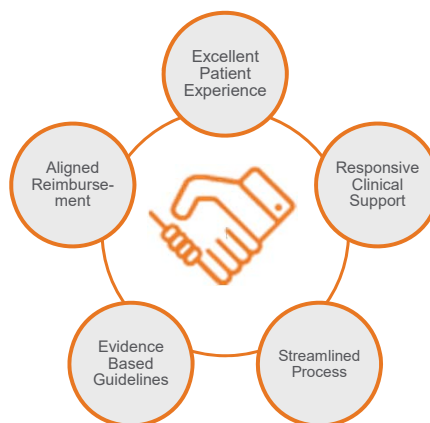 Excellent
Patient
Experience
Responsive
Clinical
Support
Streamlined
Process
Evidence
Based
Guidelines
Aligned
Reimburse-
ment